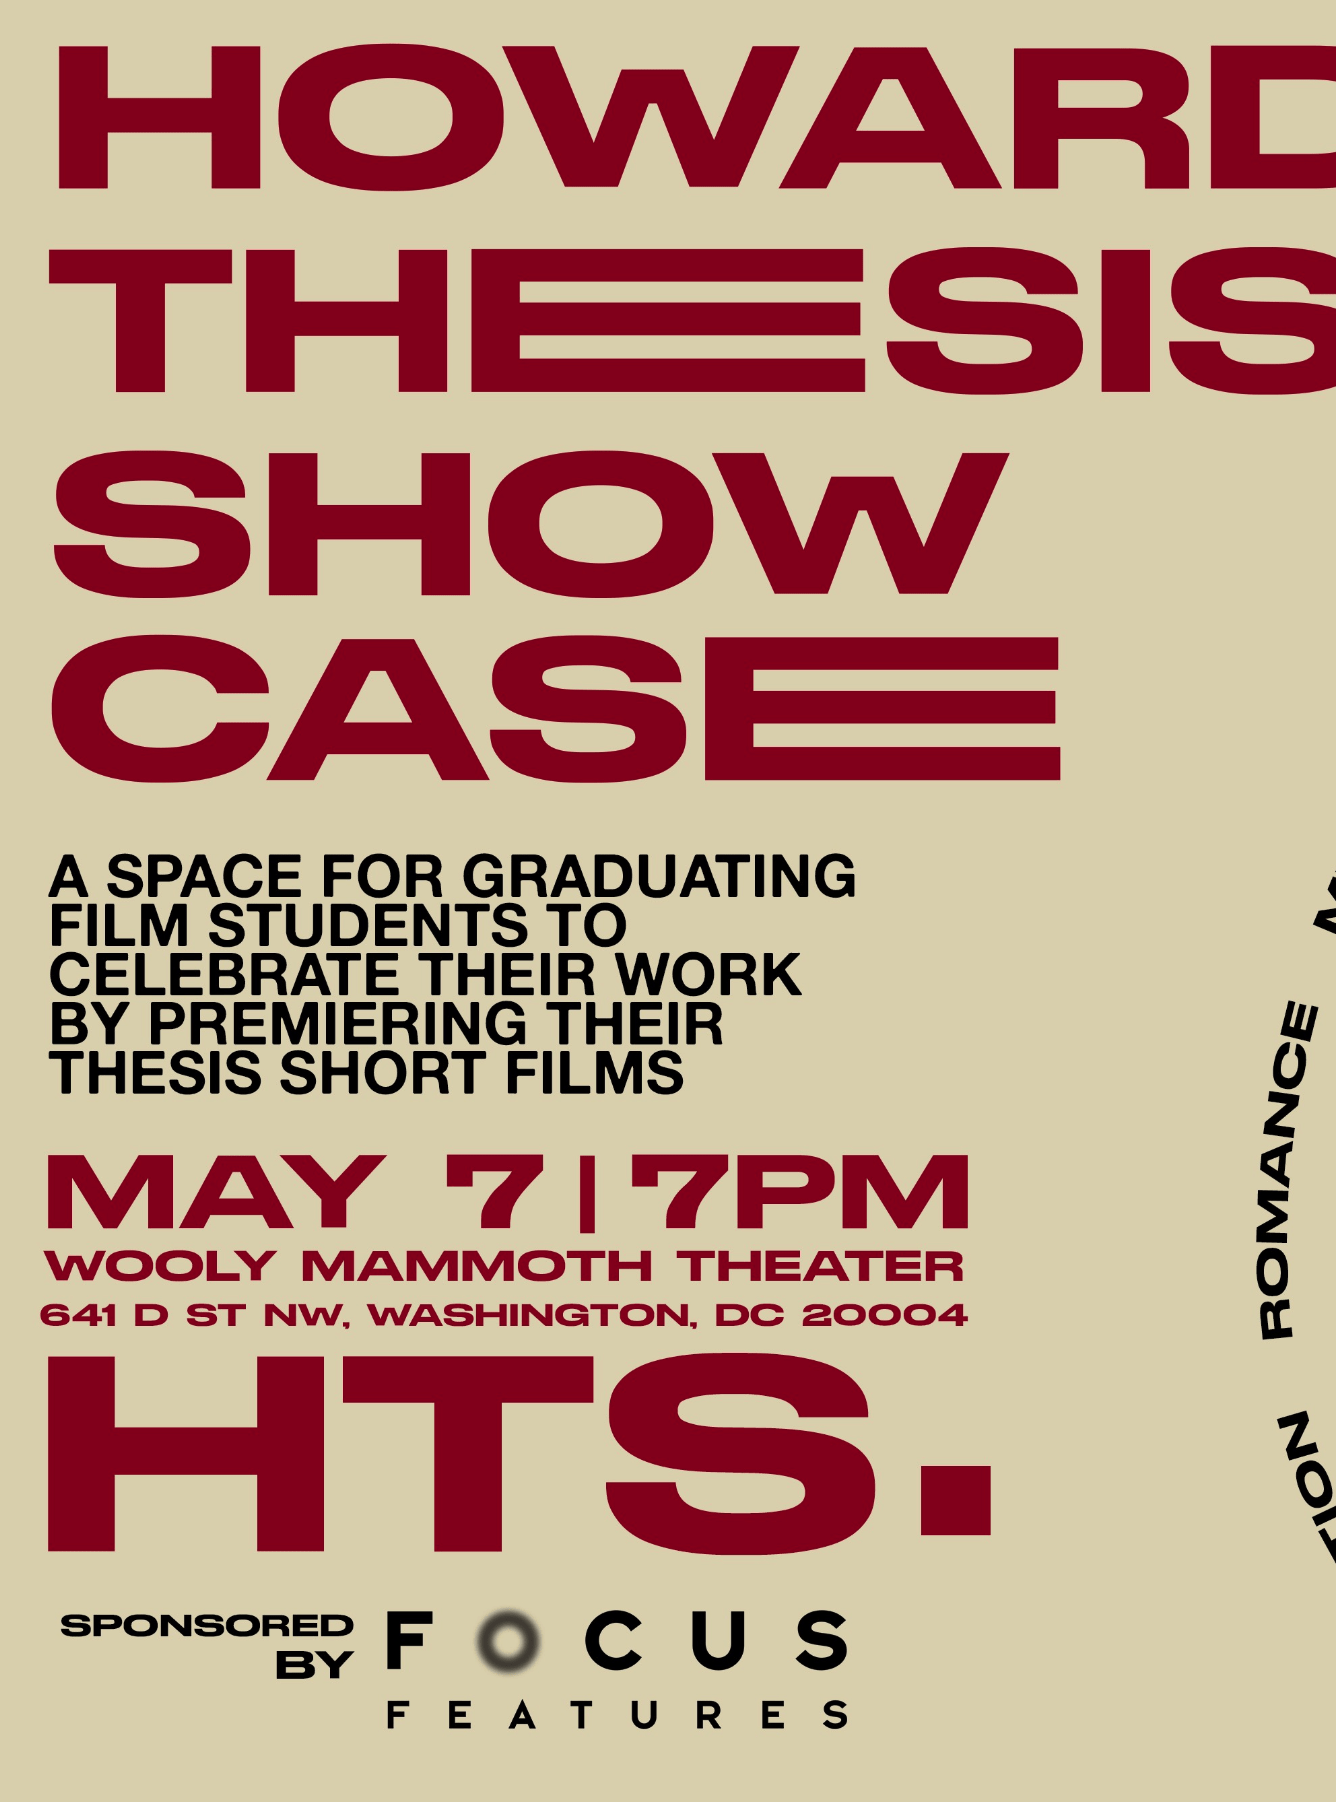 HOWARD
THESIS
SHOW
CASE
A SPACE FOR GRADUATING
FILM STUDENTS TO
CELEBRATE THEIR WORK
BY PREMIERING THEIR
THESIS SHORT FILMS
MAY 7 | 7PM
WOOLY MAMMOTH THEATER
641 D ST NW, WASHINGTON, DC 20004
HTS.
SPONSORED
BY
FOCUS
FEATURES
ROMANCE